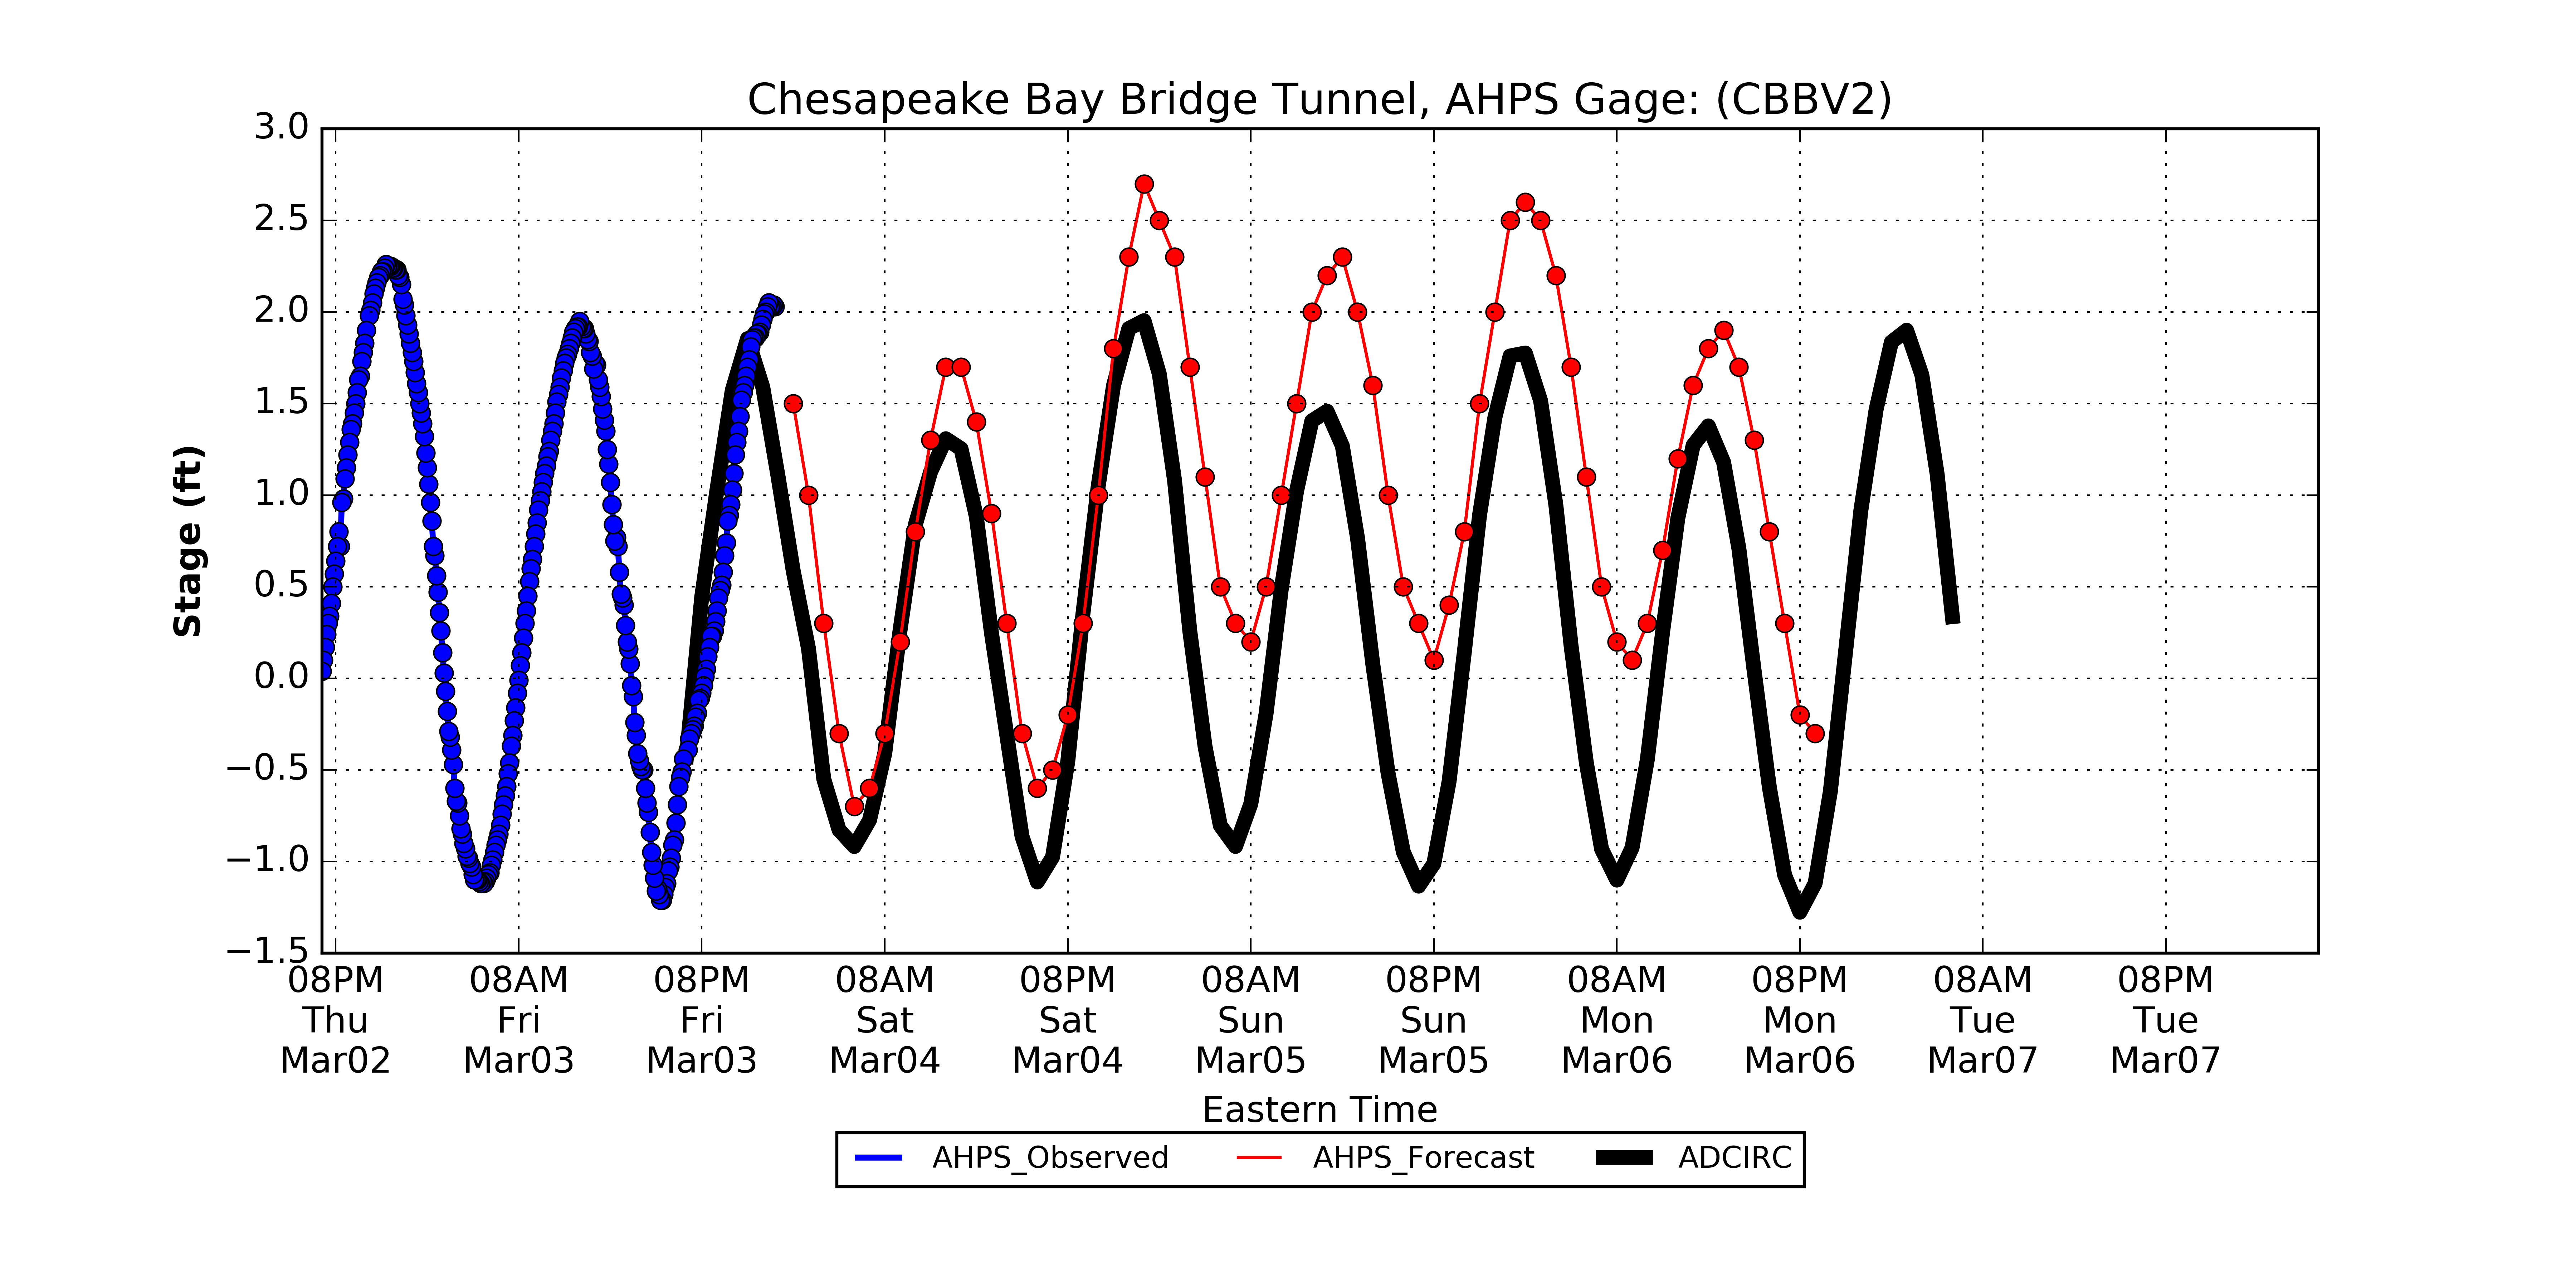 Chesapeake Bay Bridge Tunnel, AHPS Gage: (CBBV2)
3.0
2.5
2.0
1.5
1.0
0.5
0.0
−0.5
−1.0
−1.5
Stage (ft)
08PM 08AM 08PM 08AM 08PM 08AM 08PM 08AM 08PM 08AM 08PM
Thu Fri Fri Sat Sat Sun Sun Mon Mon Tue Tue
Mar02 Mar03 Mar03 Mar04 Mar04 Mar05 Mar05 Mar06 Mar06 Mar07 Mar07
Eastern Time
AHPS_Observed AHPS_Forecast ADCIRC